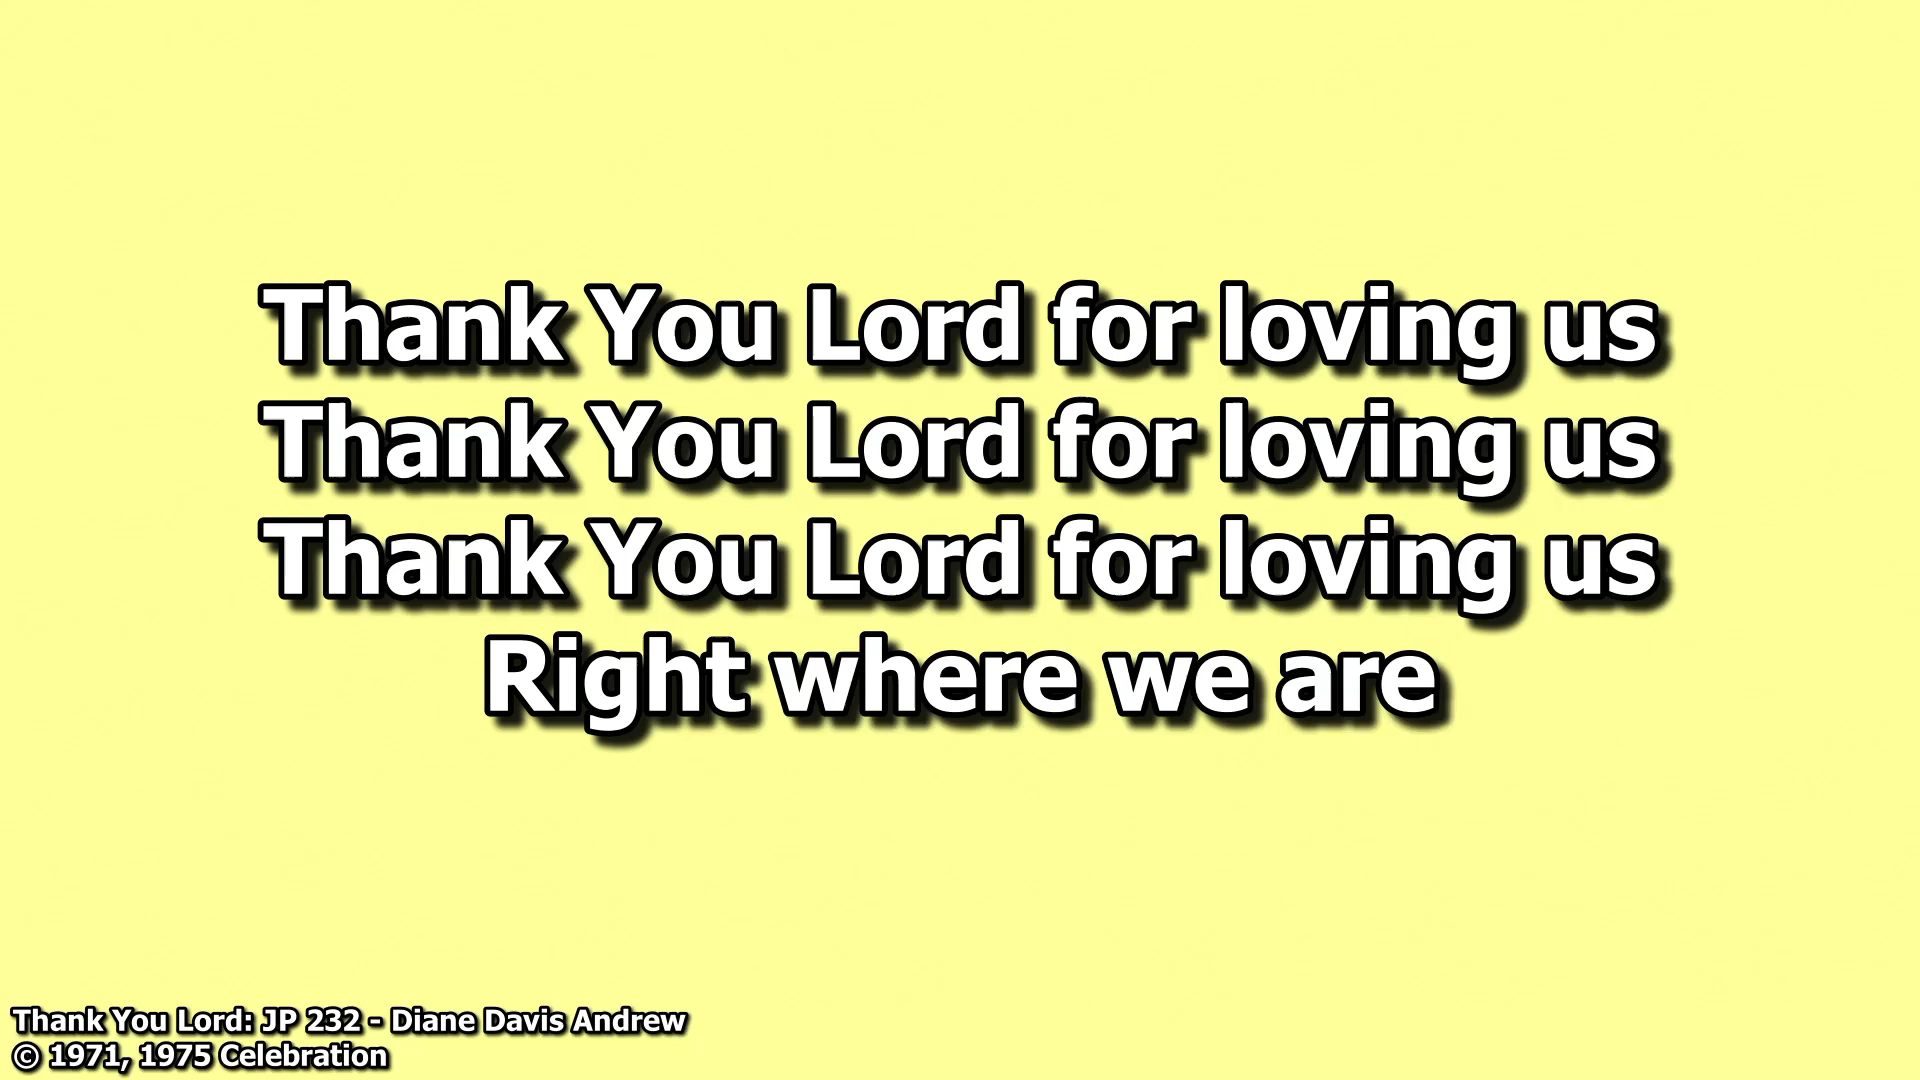 Thank You Lord for loving us
Thank You Lord for loving us
Thank You Lord for loving us
Right where we are
Thank You Lord: JP 232 - Diane Davis Andrew
© 1971, 1975 Celebration